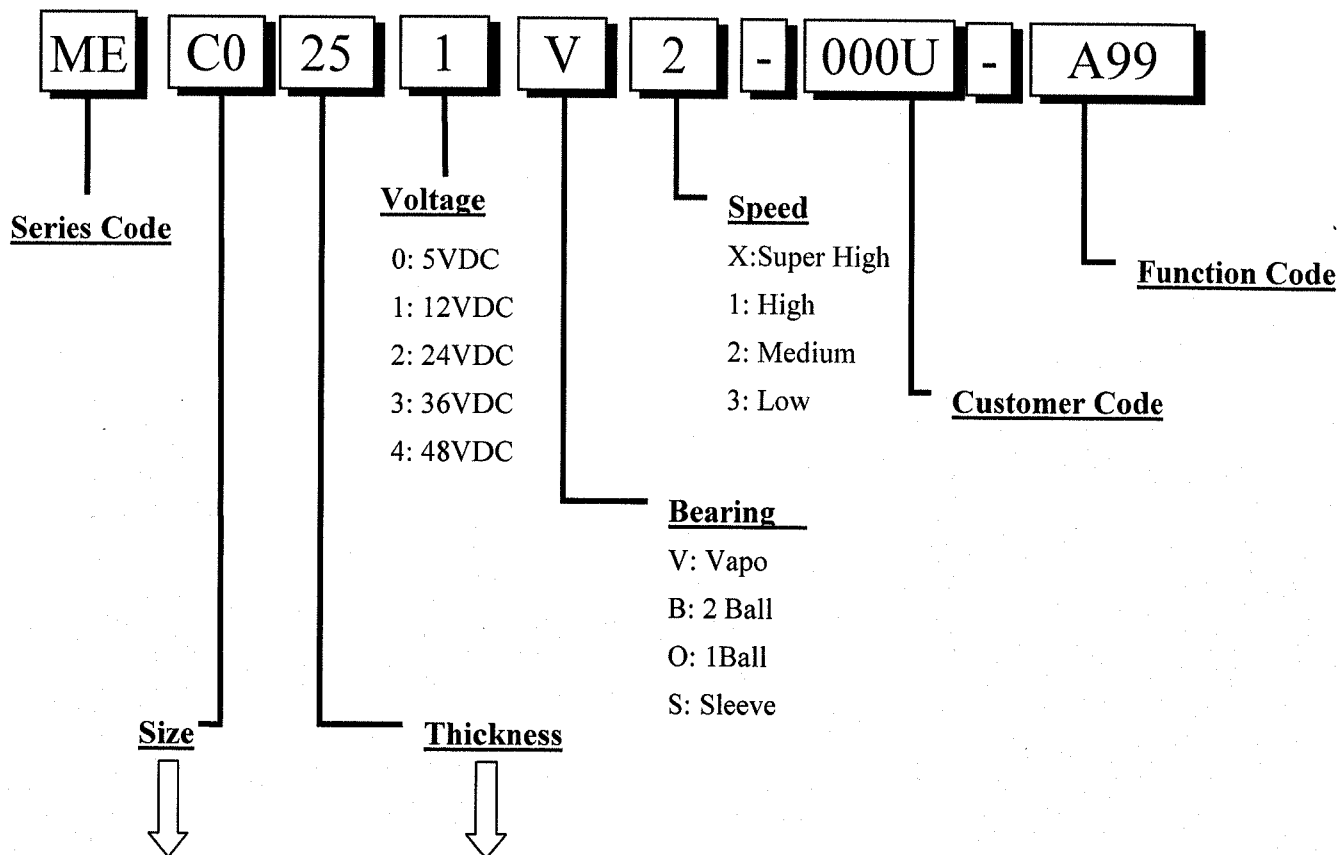 ME C0 25 1 V 2 - 000U - A99
Series Code
Voltage
0: 5VDC
1: 12VDC
2: 24VDC
3: 36VDC
4: 48VDC
Speed
X:Super High
1: High
2: Medium
3: Low
Function Code
Customer Code
Bearing
V: Vapo
B: 2 Ball
O: 1Ball
S: Sleeve
Size
Thickness